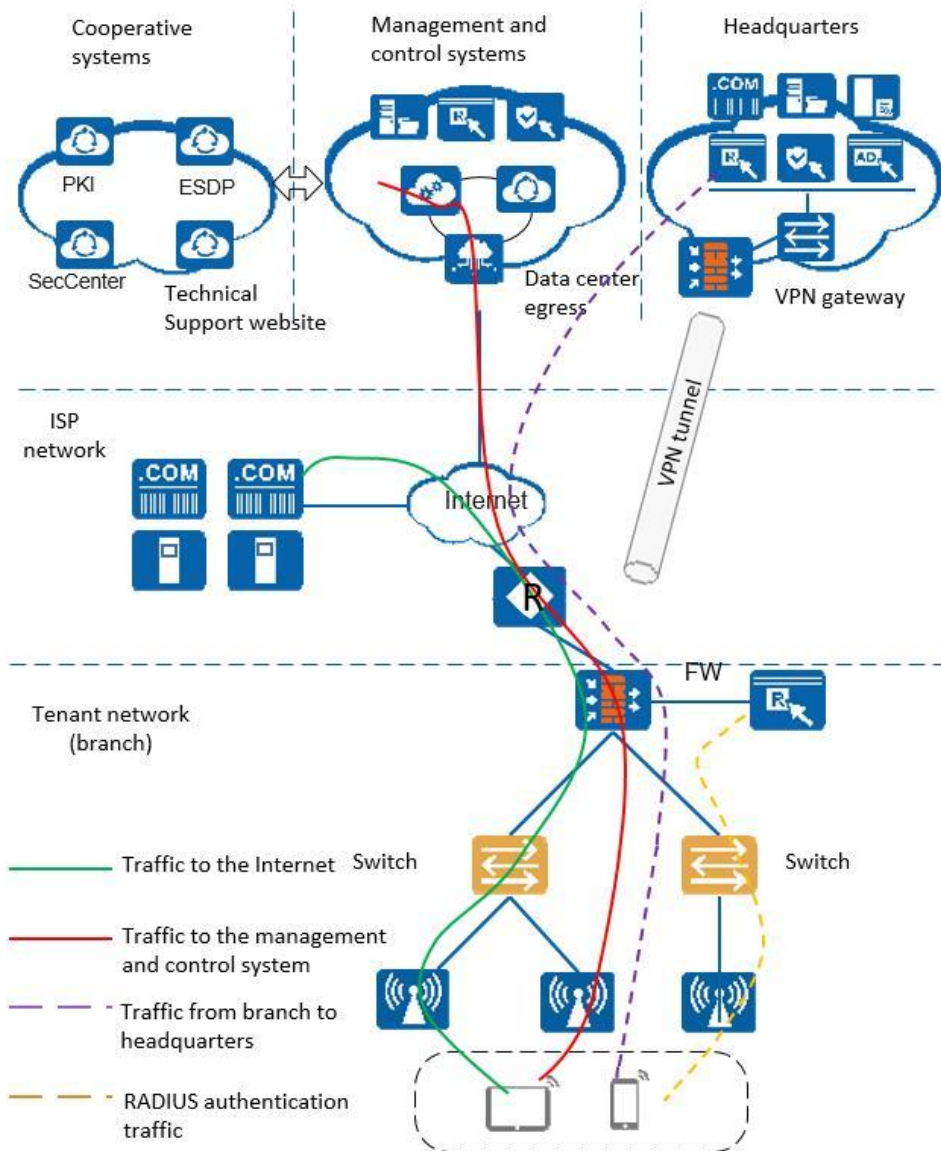 Cooperative
systems
Management and
control systems
Headquarters
.COM
R
R
AD
PKI
ESDP
SecCenter
Technical
Support website
Data center
egress
VPN gateway
VPN tunnel
ISP
network
.COM
.COM
Internet
R
FW
R
Tenant network
(branch)
Switch
Switch
Traffic to the Internet
Traffic to the management
and control system
Traffic from branch to
headquarters
RADIUS authentication
traffic